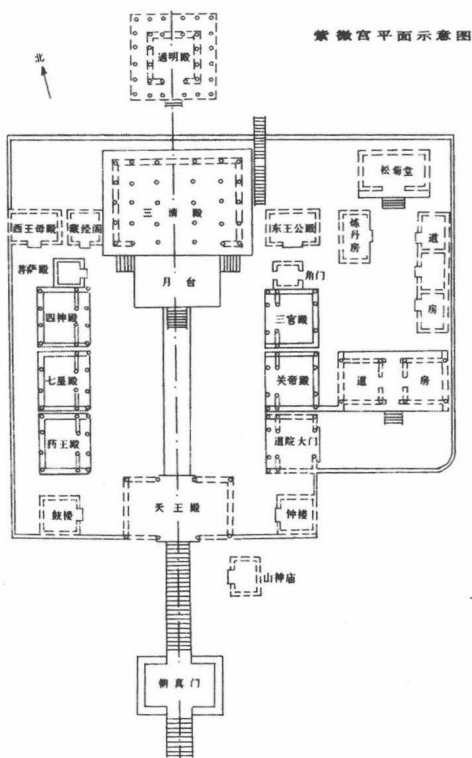 紫微宫平面示意图
北
通明殿
松菊堂
三清殿
西王母殿
藏经阁
东王公殿
炼丹房
道
房
菩萨殿
月台
角门
四神殿
三官殿
七星殿
关帝殿
道 房
药王殿
道院大门
鼓楼
天王殿
钟楼
山神庙
朝真门